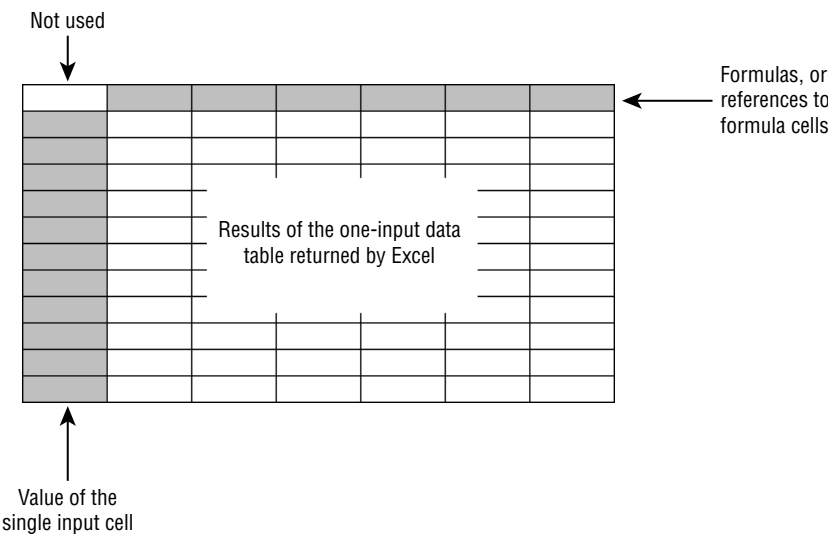 Not used
Formulas, or
references to
formula cells
Results of the one-input data
table returned by Excel
Value of the
single input cell